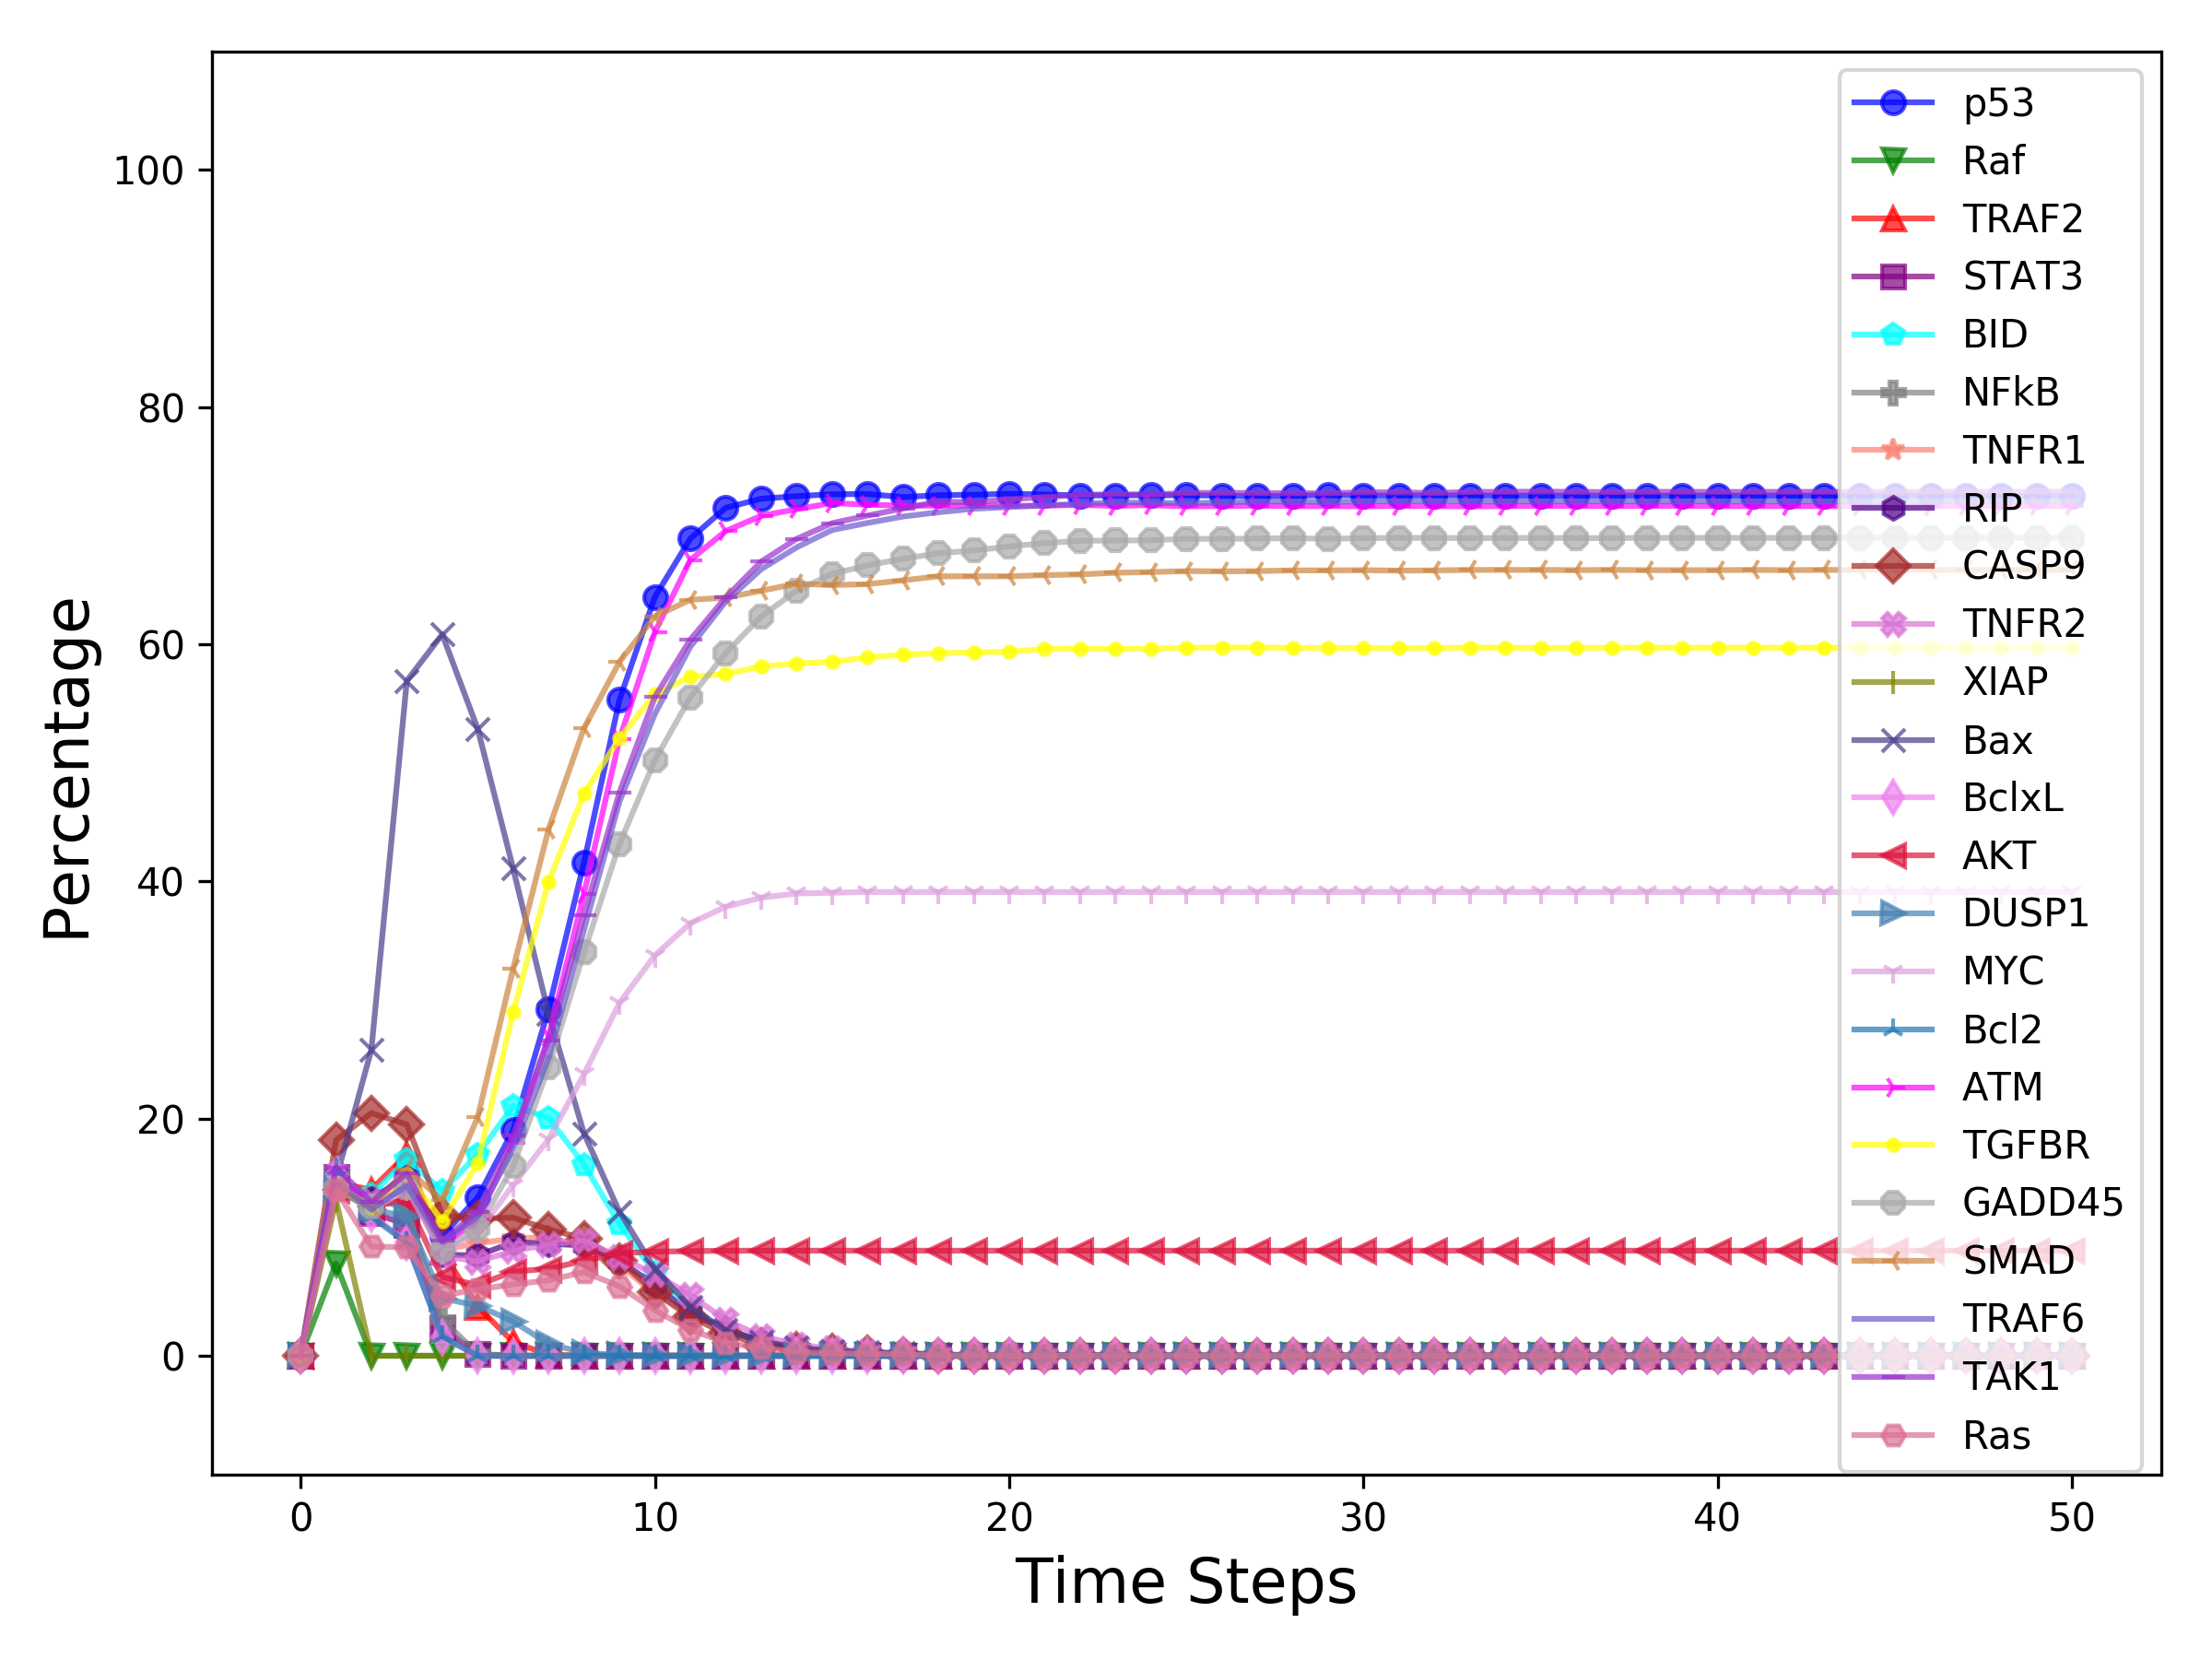 Percentage
100
80
60
40
20
0
0 10 20 30 40 50
Time Steps
p53
Raf
TRAF2
STAT3
BID
NFkB
TNFR1
RIP
CASP9
TNFR2
XIAP
Bax
BclxL
AKT
DUSP1
MYC
Bcl2
ATM
TGFBR
GADD45
SMAD
TRAF6
TAK1
Ras